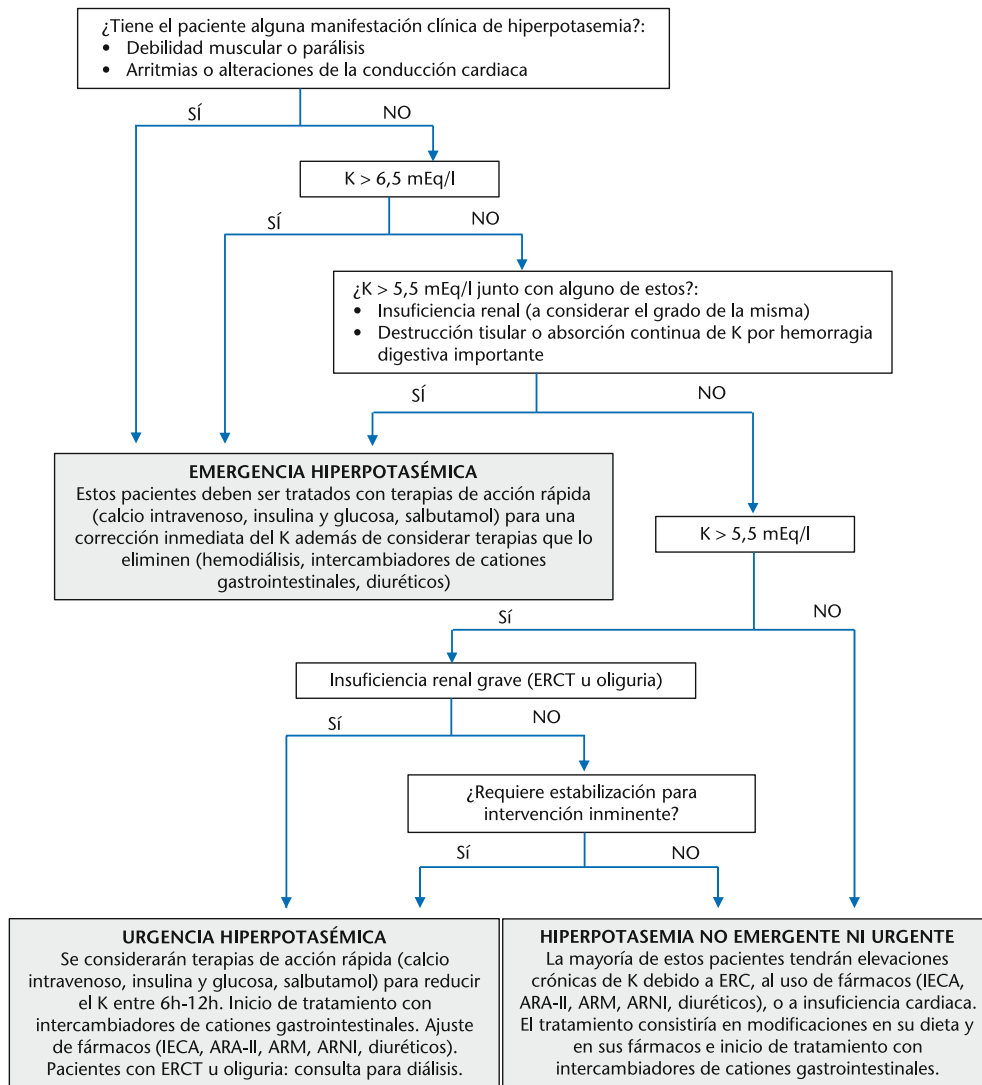 ¿Tiene el paciente alguna manifestación clínica de hiperpotasemia?:
• Debilidad muscular o parálisis
• Arritmias o alteraciones de la conducción cardiaca
SÍ
NO
K > 6,5 mEq/l
SÍ
NO
¿K > 5,5 mEq/l junto con alguno de estos?:
• Insuficiencia renal (a considerar el grado de la misma)
• Destrucción tisular o absorción continua de K por hemorragia
digestiva importante
SÍ
NO
EMERGENCIA HIPERPOTASÉMICA
Estos pacientes deben ser tratados con terapias de acción rápida
(calcio intravenoso, insulina y glucosa, salbutamol) para una
corrección inmediata del K además de considerar terapias que lo
eliminen (hemodiálisis, intercambiadores de cationes
gastrointestinales, diuréticos)
K > 5,5 mEq/l
Sí
NO
Insuficiencia renal grave (ERCT u oliguria)
Sí
NO
¿Requiere estabilización para
intervención inminente?
Sí
NO
URGENCIA HIPERPOTASÉMICA
Se considerarán terapias de acción rápida (calcio
intravenoso, insulina y glucosa, salbutamol) para reducir
el K entre 6h-12h. Inicio de tratamiento con
intercambiadores de cationes gastrointestinales. Ajuste
de fármacos (IECA, ARA-II, ARM, ARNI, diuréticos).
Pacientes con ERCT u oliguria: consulta para diálisis.
HIPERPOTASEMIA NO EMERGENTE NI URGENTE
La mayoría de estos pacientes tendrán elevaciones
crónicas de K debido a ERC, al uso de fármacos (IECA,
ARA-II, ARM, ARNI, diuréticos), o a insuficiencia cardiaca.
El tratamiento consistiría en modificaciones en su dieta y
en sus fármacos e inicio de tratamiento con
intercambiadores de cationes gastrointestinales.